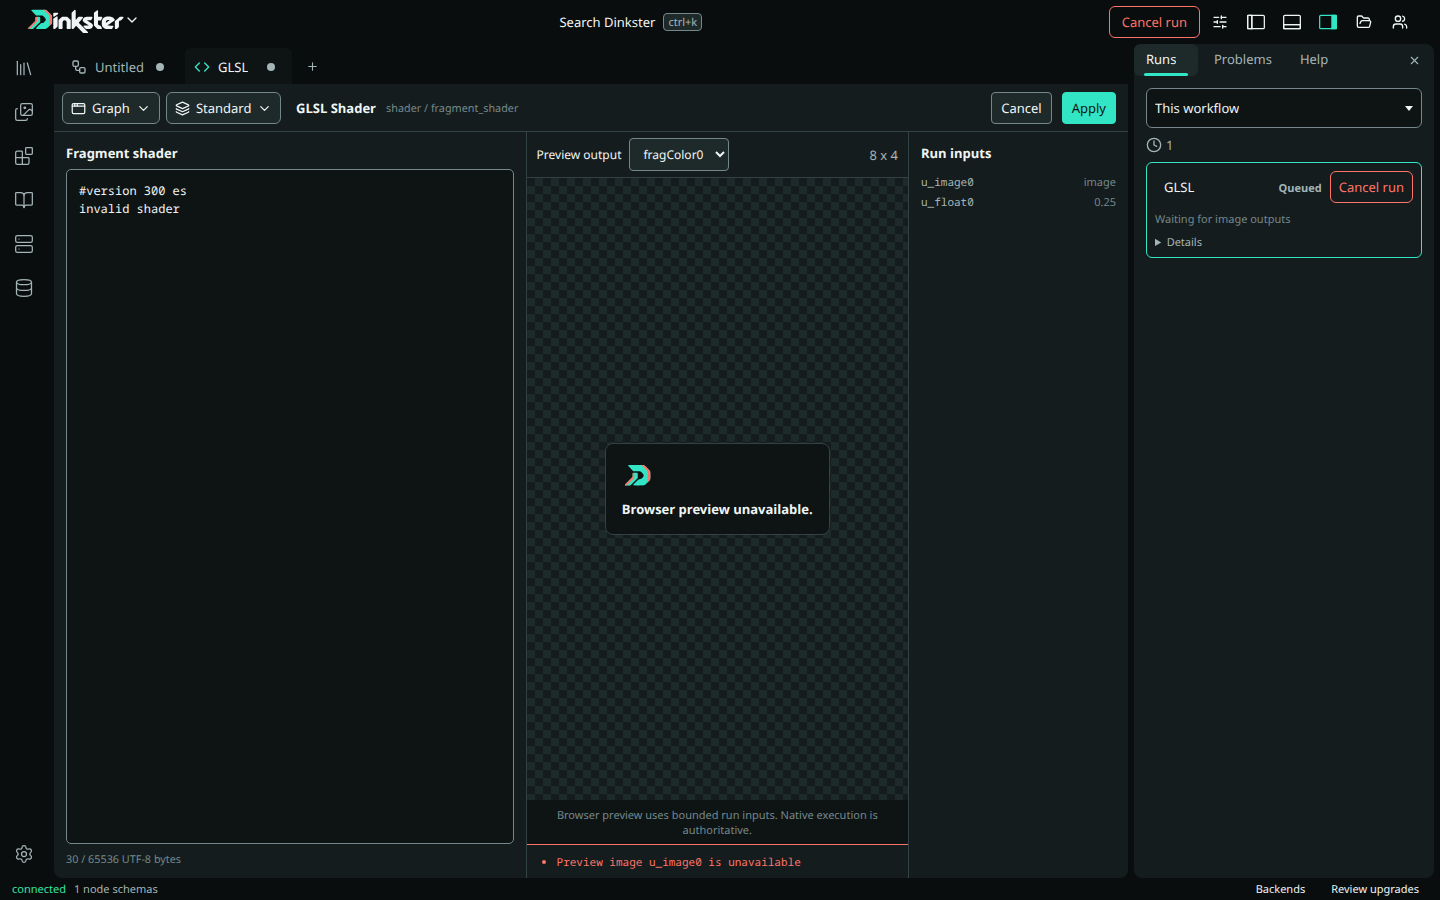 Dinkster
Search Dinkster ctrl+k
Cancel run
Untitled
GLSL
Runs
Problems
Help
Graph
Standard
GLSL Shader
shader / fragment_shader
Cancel
Apply
This workflow
1
GLSL
Queued
Cancel run
Waiting for image outputs
Details
Fragment shader
#version 300 es
invalid shader
30 / 65536 UTF-8 bytes
Preview output
fragColor0
8 x 4
Browser preview unavailable.
Browser preview uses bounded run inputs. Native execution is
authoritative.
Preview image u_image0 is unavailable
Run inputs
u_image0 image
u_float0 0.25
connected 1 node schemas
Backends
Review upgrades